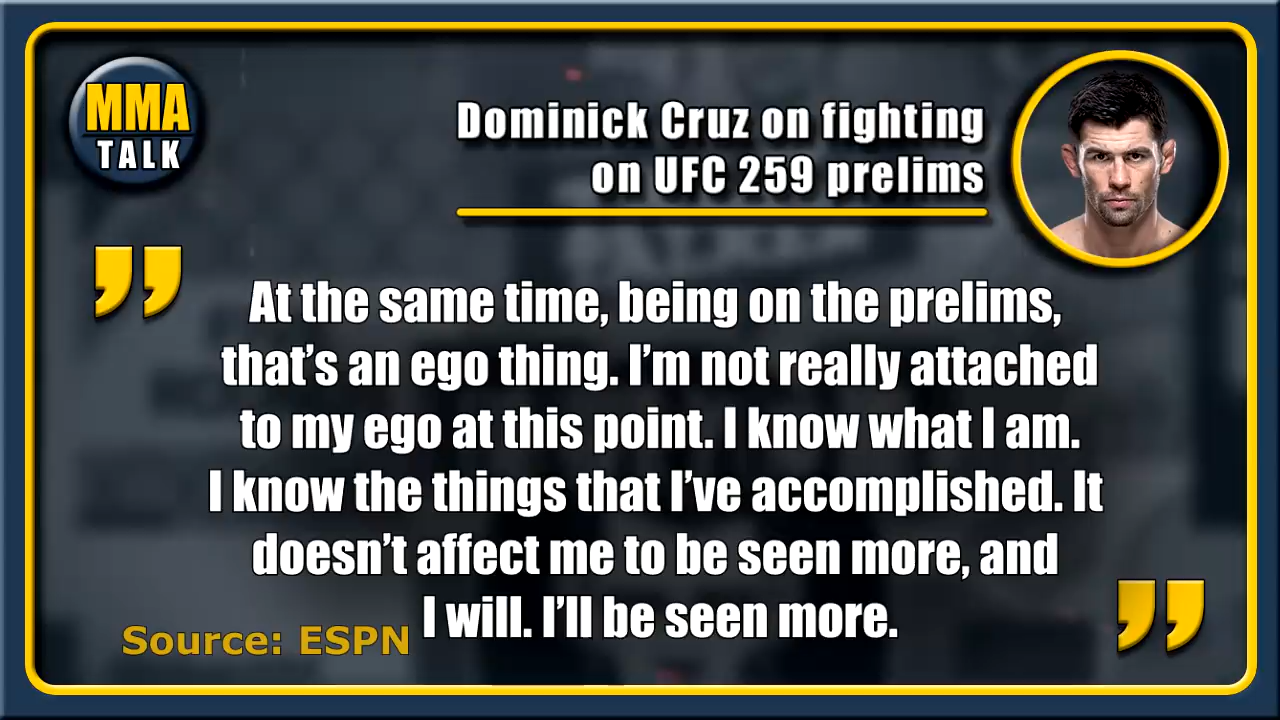 MMA
TALK
Dominick Cruz on fighting
on UFC 259 prelims
At the same time, being on the prelims,
that’s an ego thing. I’m not really attached
to my ego at this point. I know what I am.
I know the things that I’ve accomplished. It
doesn’t affect me to be seen more, and
I will. I’ll be seen more.
Source: ESPN